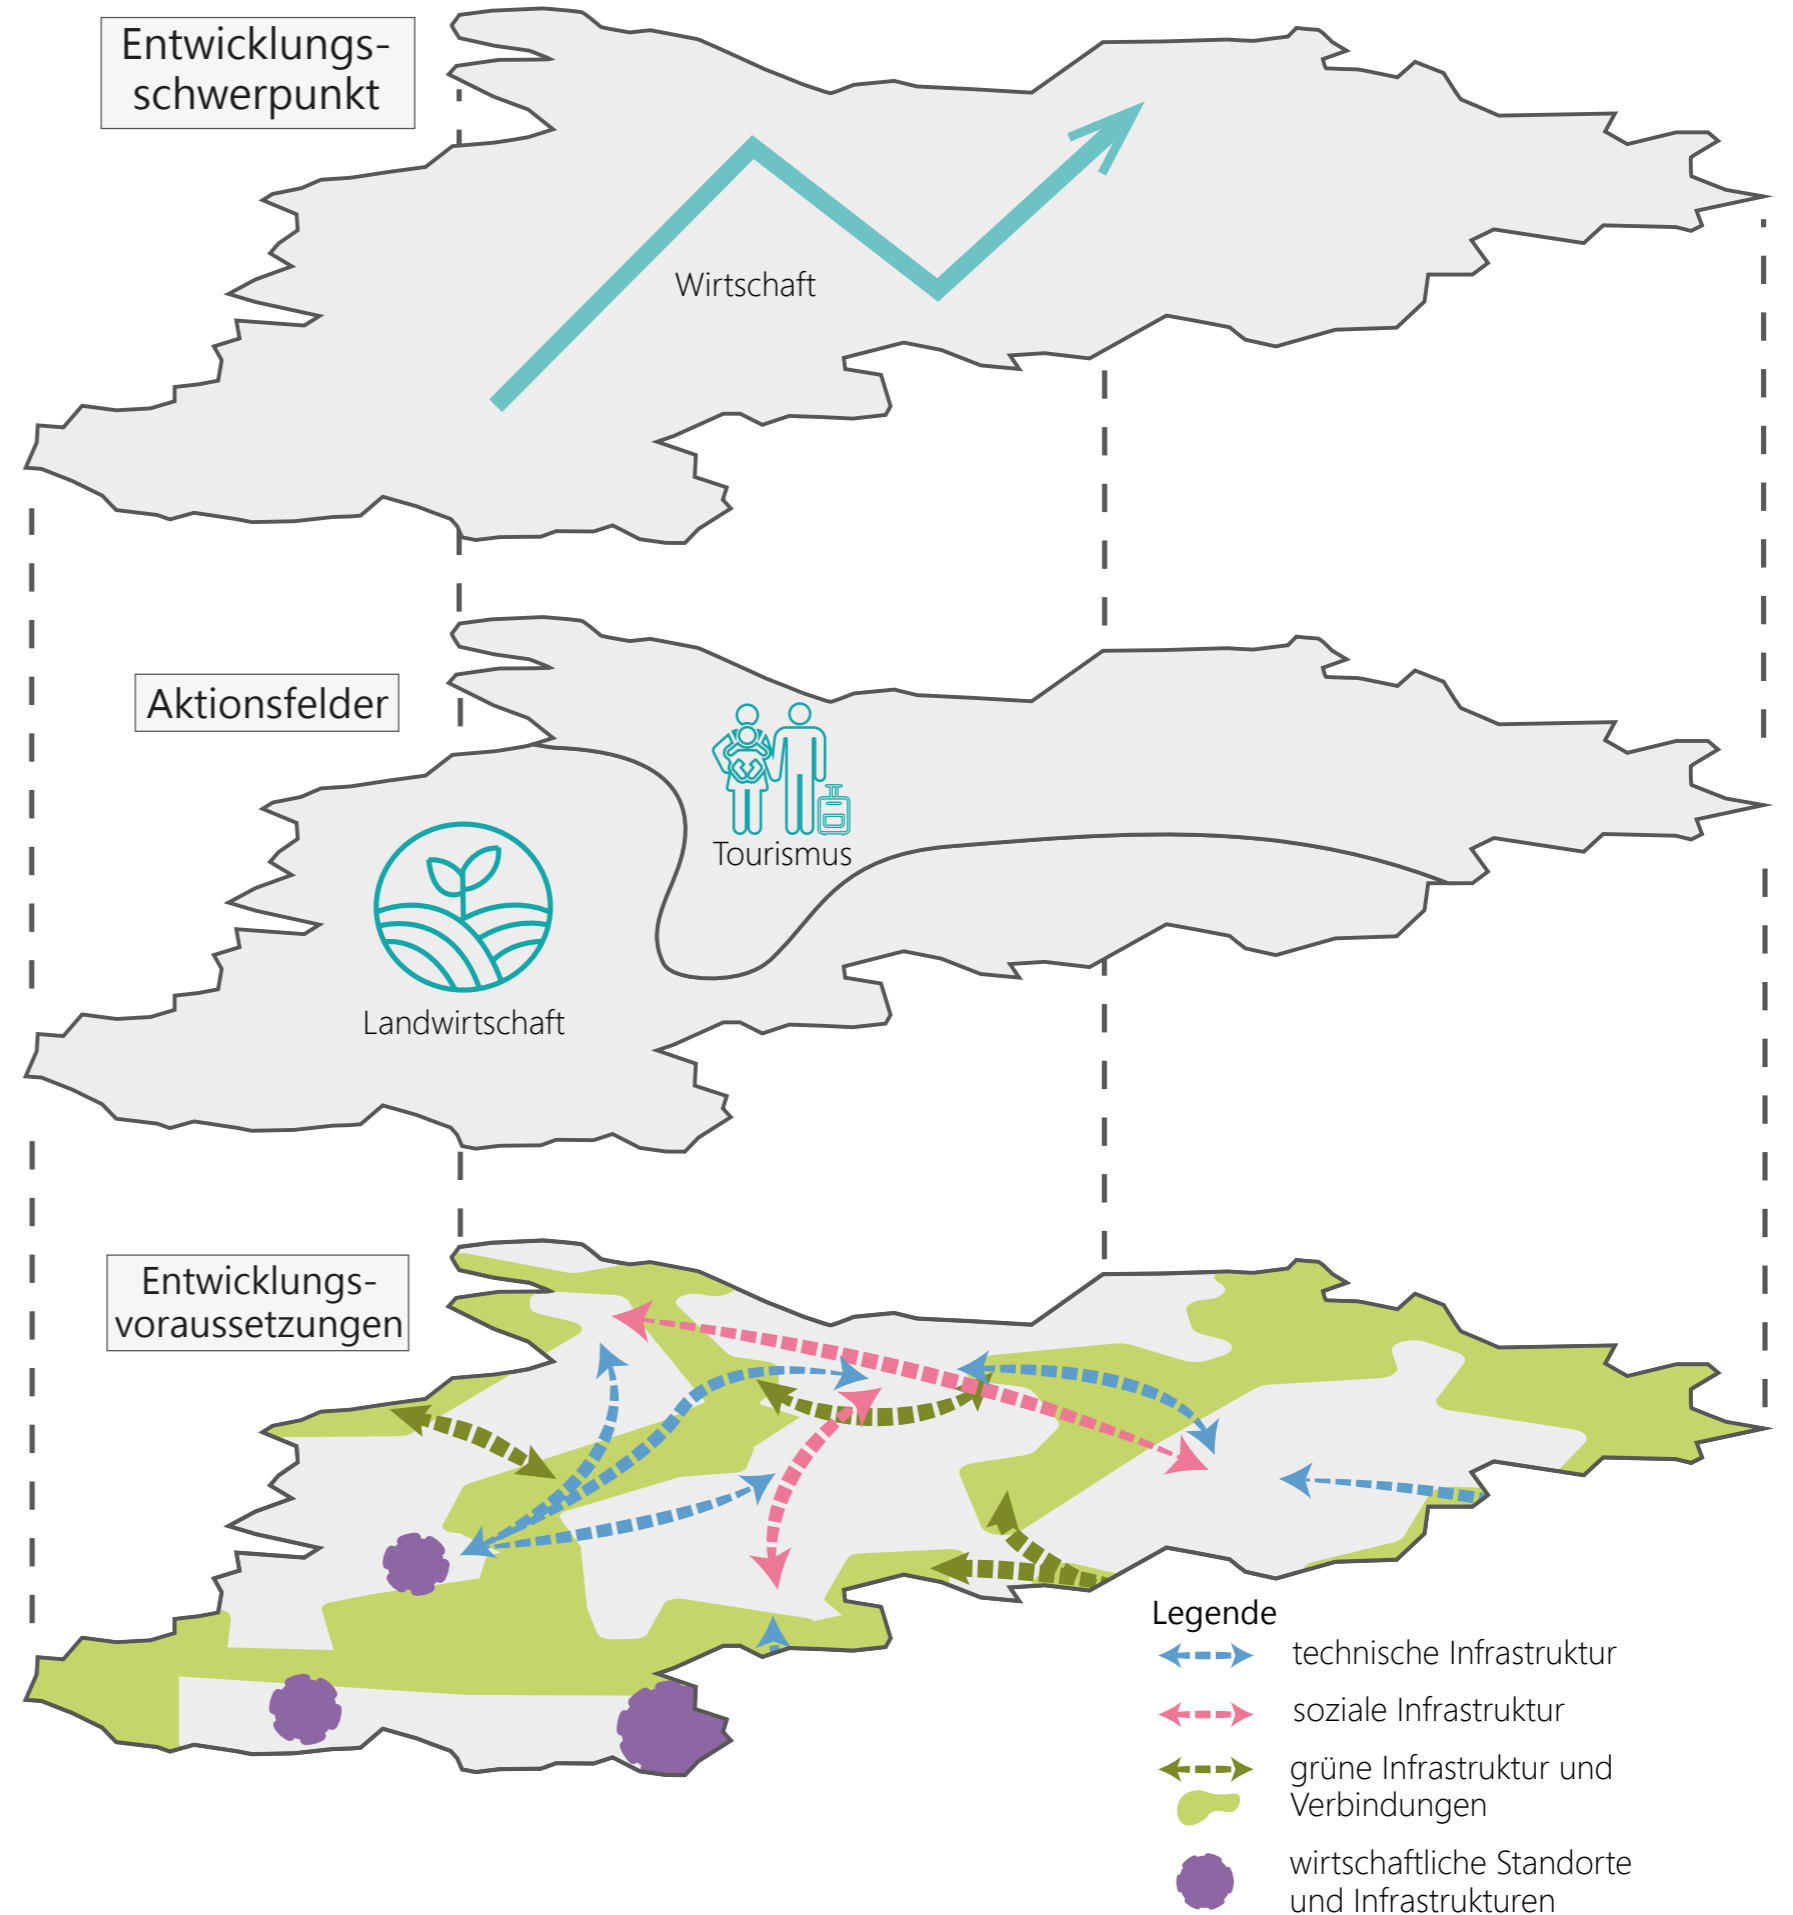 Entwicklungs-
schwerpunkt
Wirtschaft
Aktionsfelder
Tourismus
Landwirtschaft
Entwicklungs-
voraussetzungen
Legende
technische Infrastruktur
soziale Infrastruktur
grüne Infrastruktur und
Verbindungen
wirtschaftliche Standorte
und Infrastrukturen